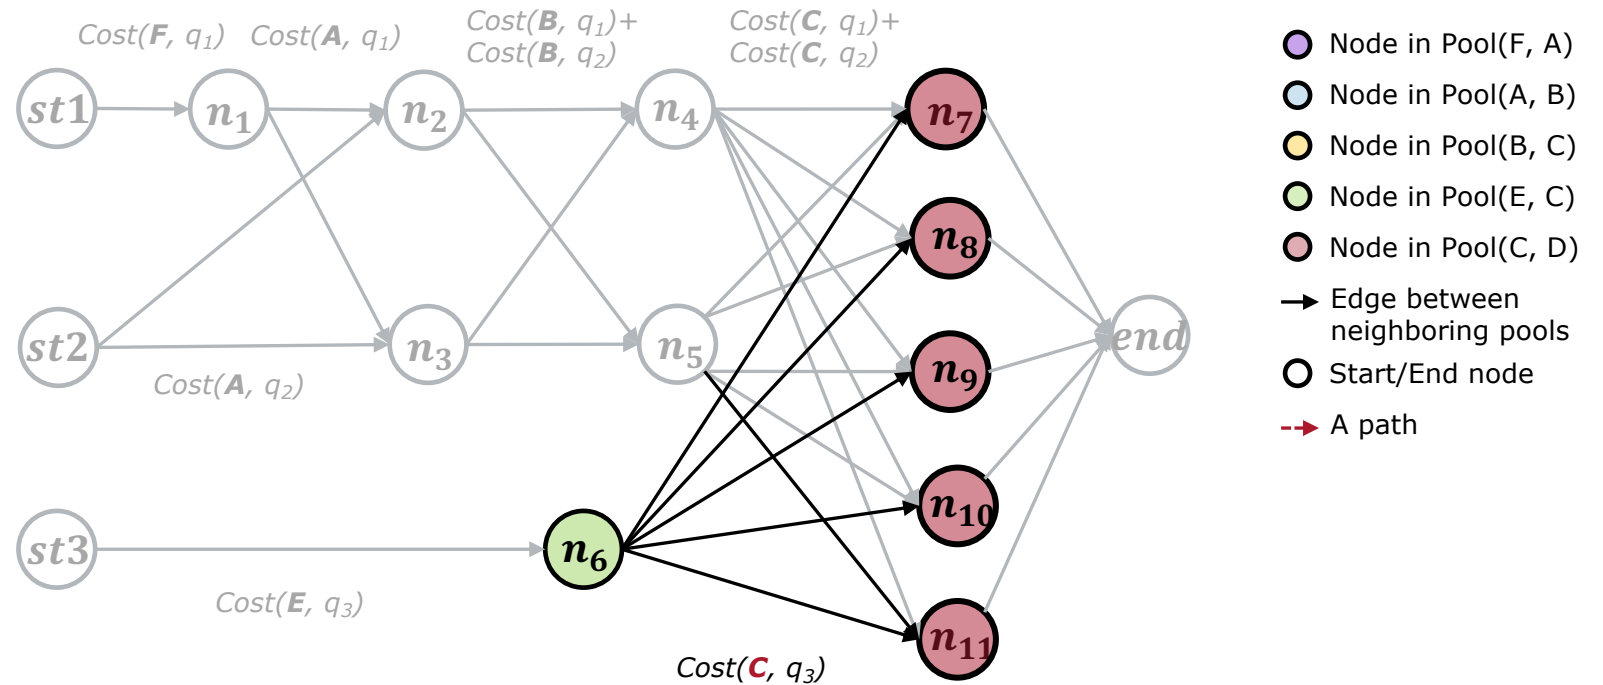 Cost(F, q1) Cost(A, q1)
Cost(B, q1)+
Cost(B, q2)
Cost(C, q1)+
Cost(C, q2)
st1
n1
n2
n4
n7
n8
st2
n3
n5
n9
end
Cost(A, q2)
n10
st3
n6
Cost(E, q3)
n11
Cost(C, q3)
Node in Pool(F, A)
Node in Pool(A, B)
Node in Pool(B, C)
Node in Pool(E, C)
Node in Pool(C, D)
Edge between
neighboring pools
Start/End node
A path